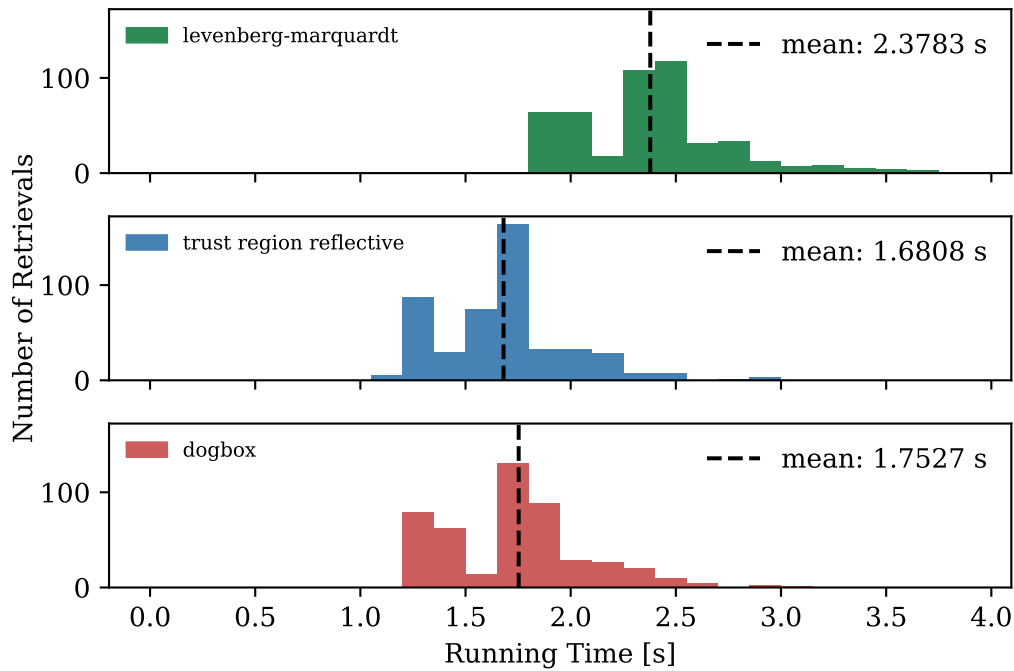 levenberg-marquardt
mean: 2.3783 s
100
0
trust region reflective
mean: 1.6808 s
100
0
dogbox
mean: 1.7527 s
100
0
0.0 0.5 1.0 1.5 2.0 2.5 3.0 3.5 4.0
Running Time [s]
Number of Retrievals